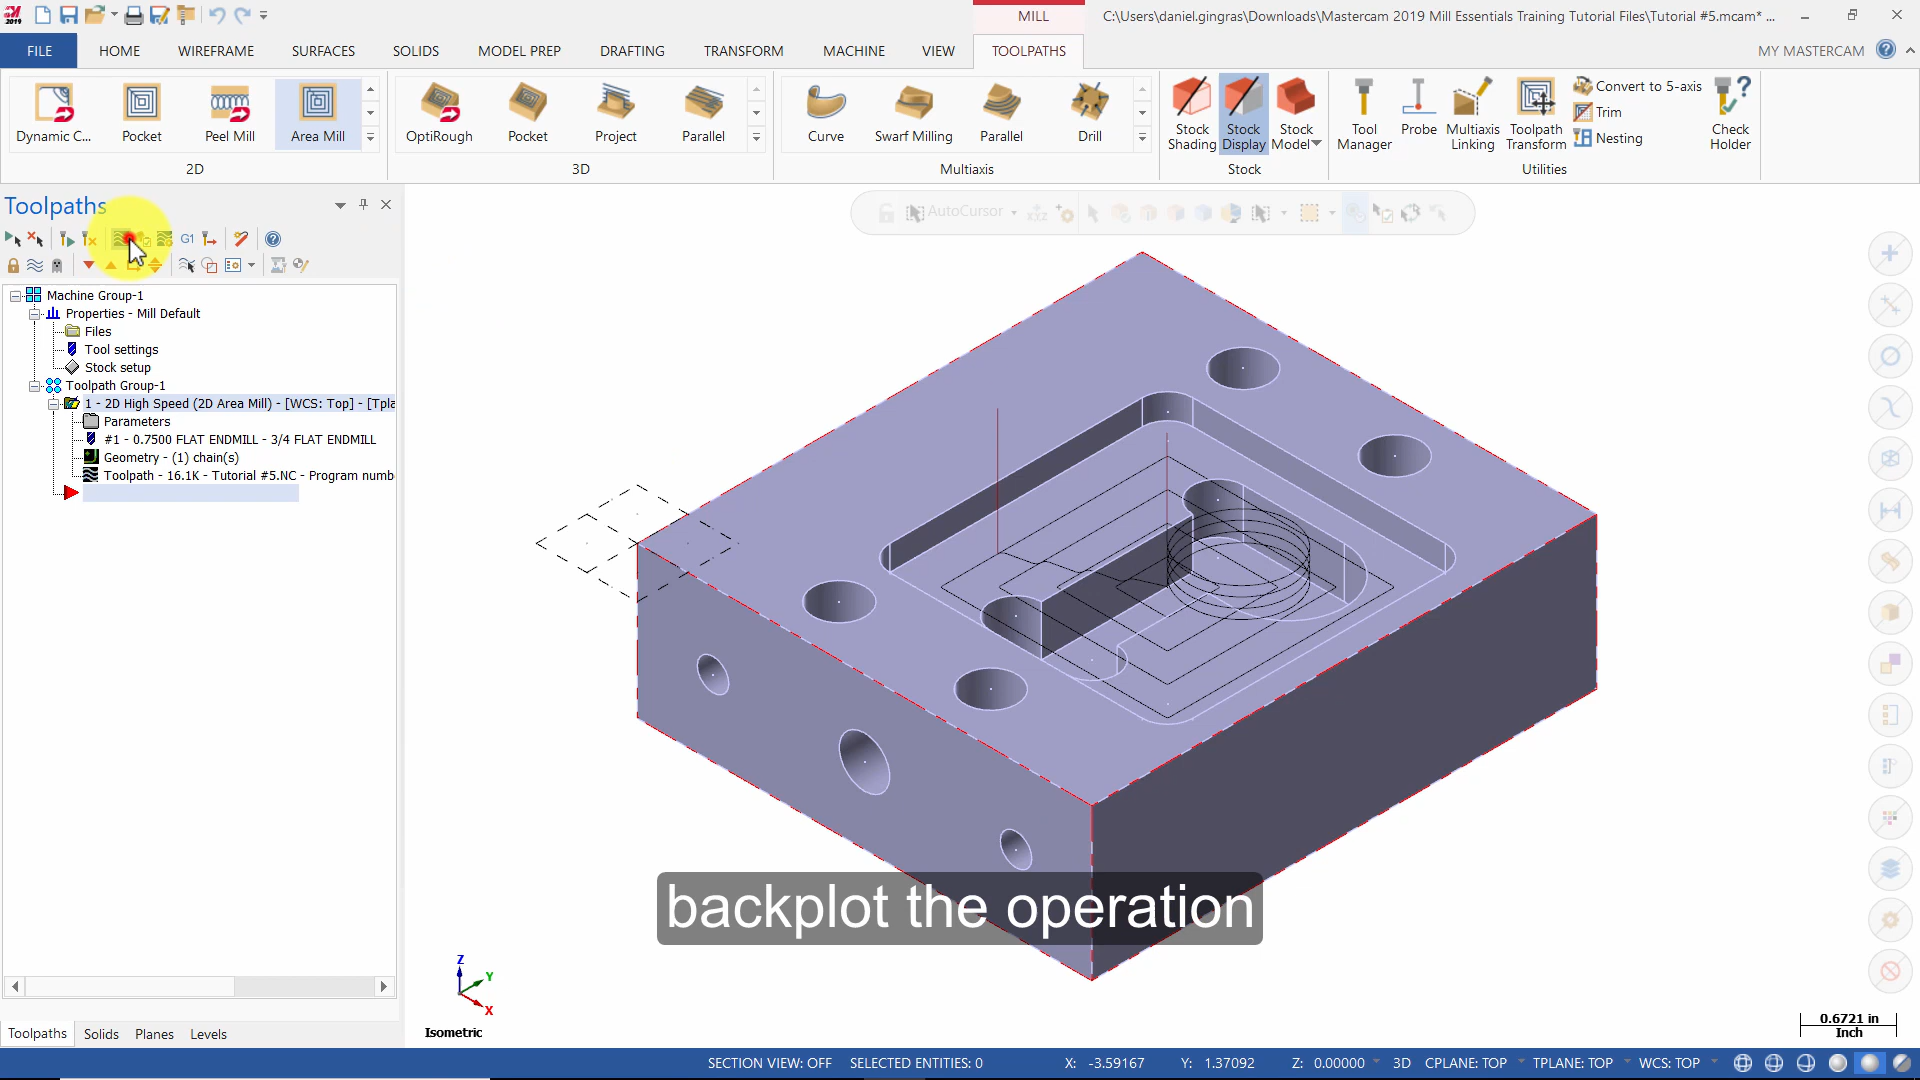 2019
MILL
C:\Users\daniel.gingras\Downloads\Mastercam 2019 Mill Essentials Training Tutorial Files\Tutorial #5.mcam* ...
FILE HOME WIREFRAME SURFACES SOLIDS MODEL PREP DRAFTING TRANSFORM MACHINE VIEW TOOLPATHS MY MASTERCAM
Dynamic C... Pocket Peel Mill Area Mill
2D
OptiRough Pocket Project Parallel
3D
Curve Swarf Milling Parallel Drill
Multiaxis
Stock Shading
Stock Display
Stock Model
Stock
Tool Manager
Probe
Multiaxis Linking
Toolpath Transform
Convert to 5-axis
Trim
Nesting
Utilities
Check Holder
Toolpaths
G1
AutoCursor
XYZ
Machine Group-1
Properties - Mill Default
Files
Tool settings
Stock setup
Toolpath Group-1
1 - 2D High Speed (2D Area Mill) - [WCS: Top] - [Tpla
Parameters
#1 - 0.7500 FLAT ENDMILL - 3/4 FLAT ENDMILL
Geometry - (1) chain(s)
Toolpath - 16.1K - Tutorial #5.NC - Program numb
backplot the operation
Z
Y
X
Isometric
0.6721 in
Inch
Toolpaths Solids Planes Levels
SECTION VIEW: OFF SELECTED ENTITIES: 0 X: -3.59167 Y: 1.37092 Z: 0.00000 3D CPLANE: TOP TPLANE: TOP WCS: TOP